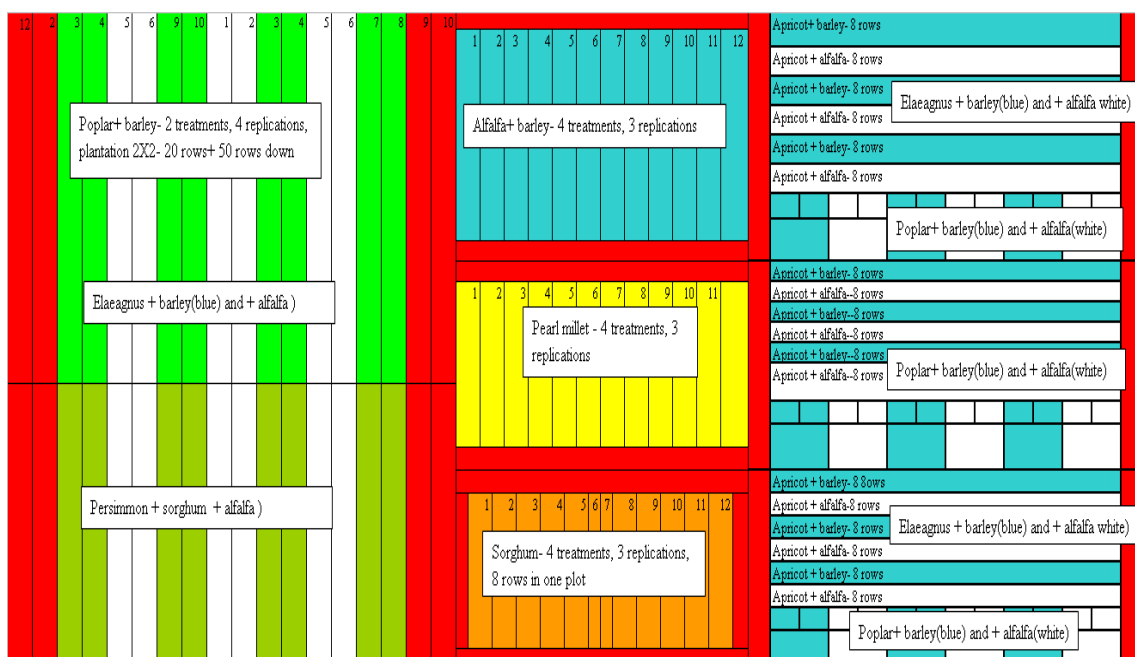 12 2 3 4 5 6 9 10 1 2 3 4 5 6 7 8 9 10
Poplar+ barley- 2 treatments, 4 replications,
plantation 2X2- 20 rows+ 50 rows down
Elaeagnus + barley(blue) and + alfalfa )
Persimmon + sorghum + alfalfa )
1 2 3 4 5 6 7 8 9 10 11 12
Alfalfa+ barley- 4 treatments, 3 replications
1 2 3 4 5 6 7 8 9 10 11
Pearl millet - 4 treatments, 3
replications
1 2 3 4 5 6 7 8 9 10 11 12
Sorghum- 4 treatments, 3 replications,
8 rows in one plot
Apricot+ barley- 8 rows
Apricot + alfalfa- 8 rows
Apricot + barley- 8 rows
Elaeagnus + barley(blue) and + alfalfa white)
Apricot + alfalfa- 8 rows
Apricot + barley- 8 rows
Apricot + alfalfa- 8 rows
Poplar+ barley(blue) and + alfalfa(white)
Apricot + barley- 8 rows
Apricot + alfalfa--8 rows
Apricot + barley--8 rows
Apricot + alfalfa--8 rows
Apricot + barley--8 rows
Apricot + alfalfa--8 rows
Poplar+ barley(blue) and + alfalfa(white)
Apricot + barley- 8 8ows
Apricot + alfalfa-8 rows
Apricot + barley- 8 rows
Elaeagnus + barley(blue) and + alfalfa white)
Apricot + alfalfa- 8 rows
Apricot + barley- 8 rows
Apricot + alfalfa- 8 rows
Poplar+ barley(blue) and + alfalfa(white)